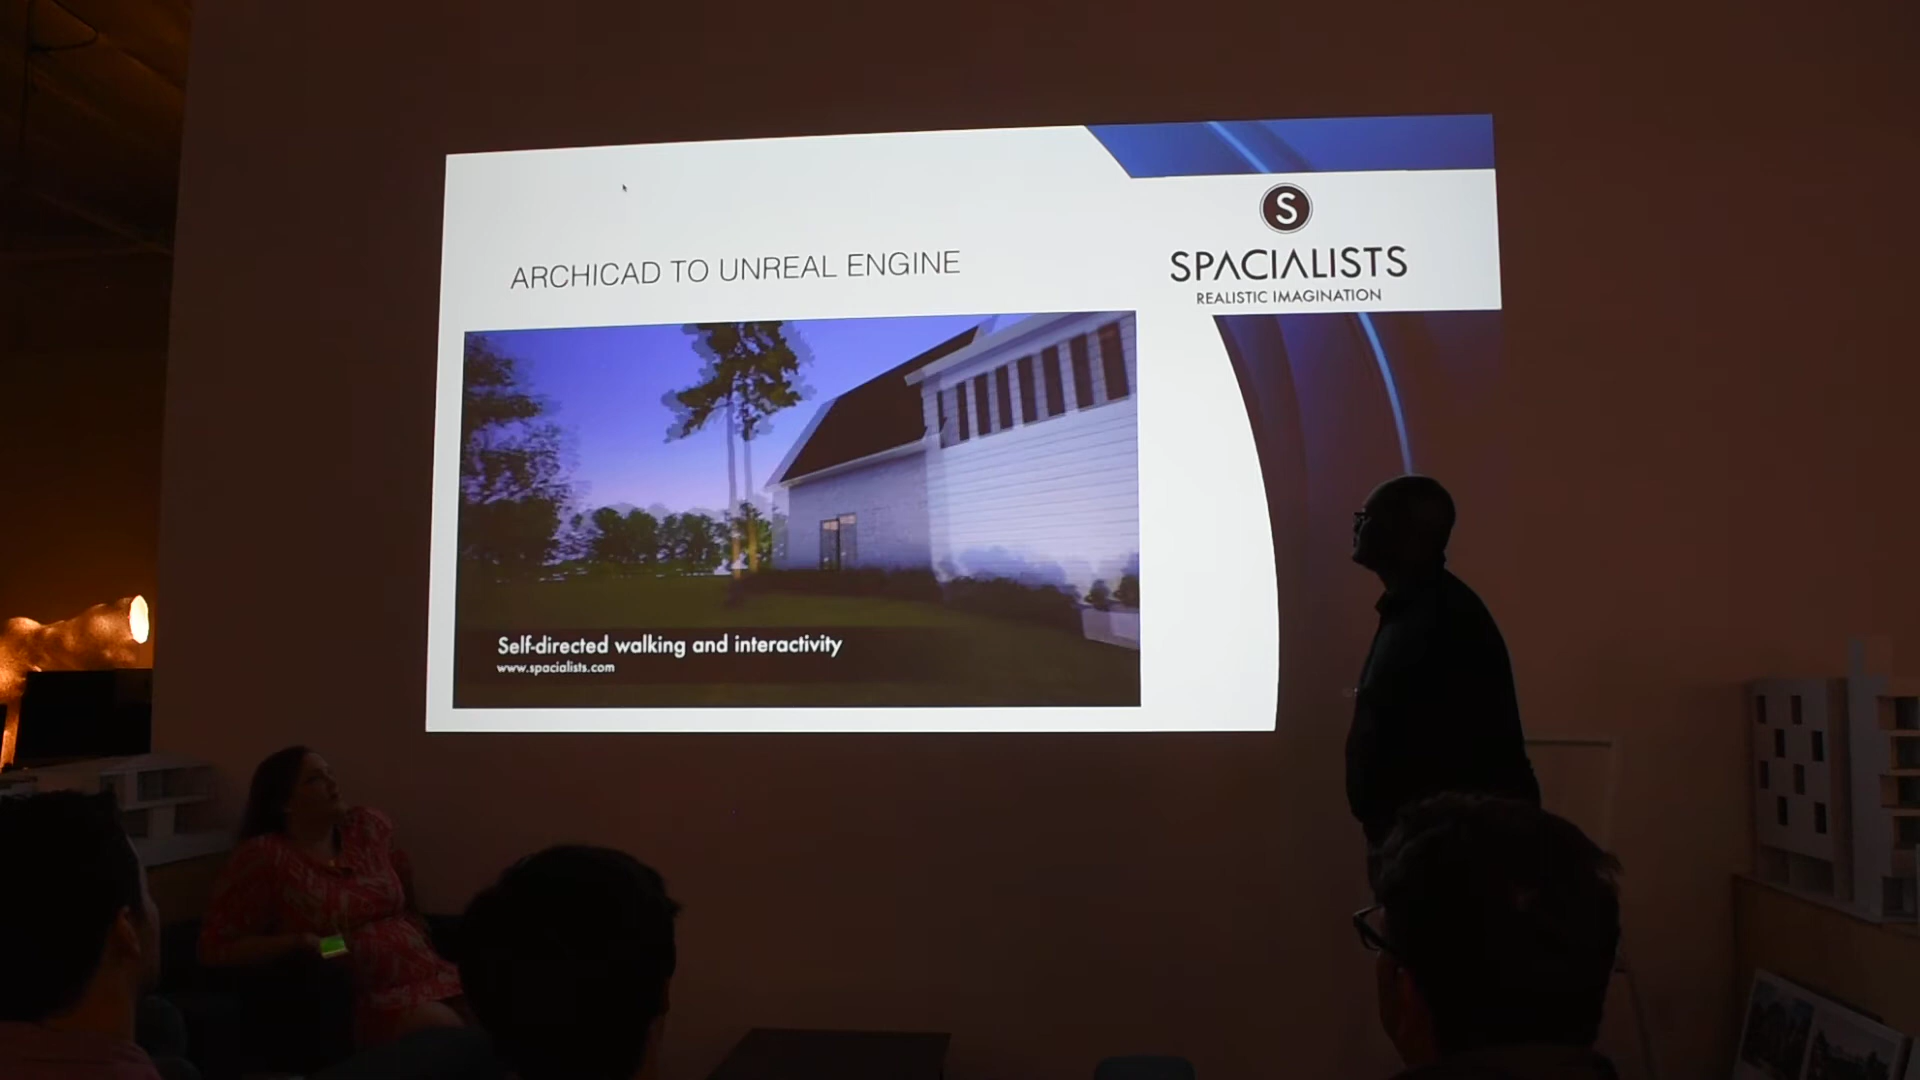 ARCHICAD TO UNREAL ENGINE
S
SPACIALISTS
REALISTIC IMAGINATION
Self-directed walking and interactivity
www.spacialists.com